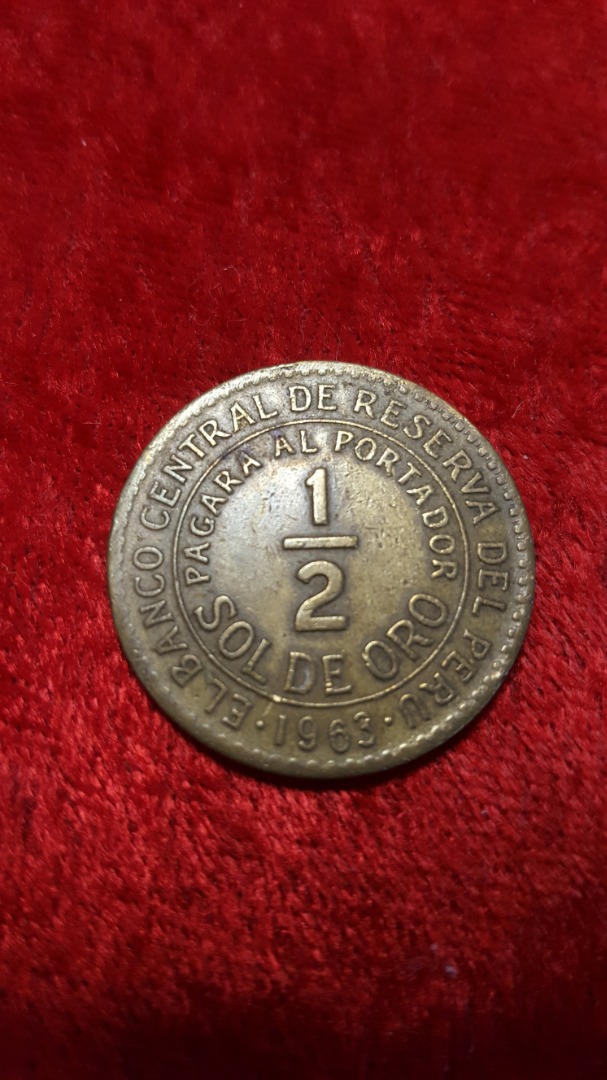 EL BANCO CENTRAL DE RESERVA DEL PERU
PAGARA AL PORTADOR
1
2
SOL DE ORO
· 1963 ·